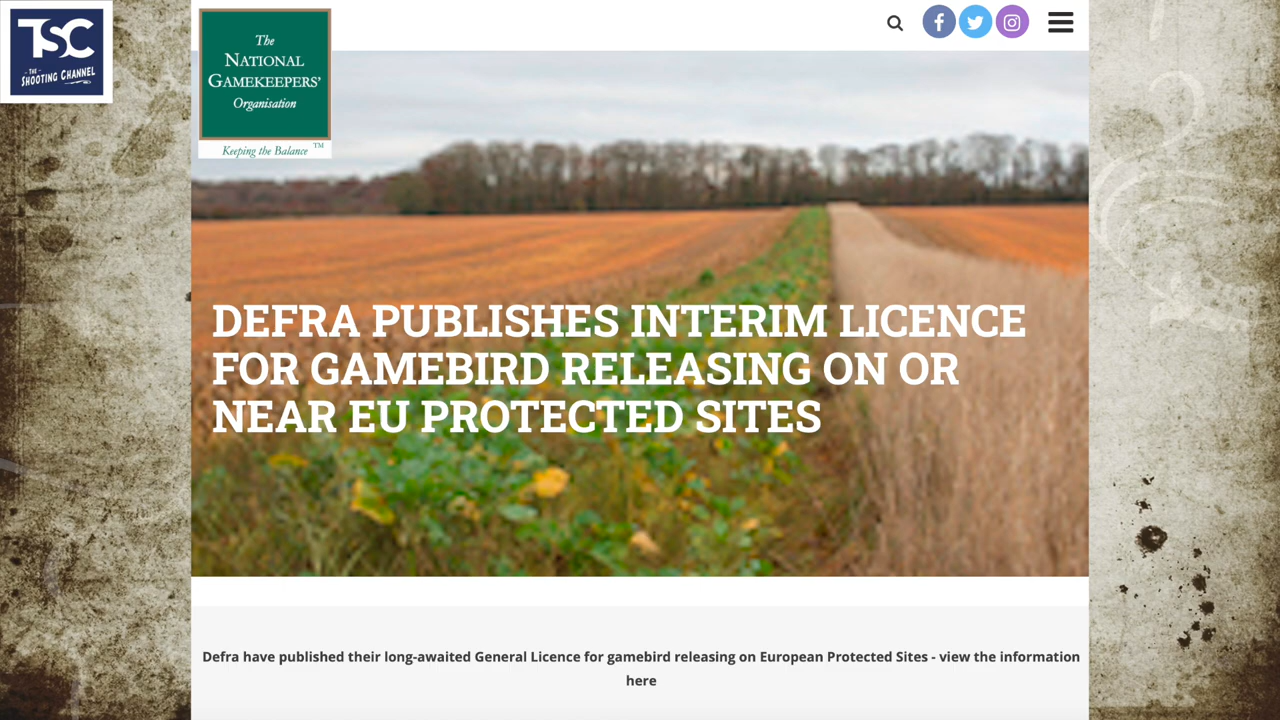 TSC
- THE -
SHOOTING CHANNEL
The
NATIONAL
GAMEKEEPERS'
Organisation
Keeping the Balance TM
DEFRA PUBLISHES INTERIM LICENCE
FOR GAMEBIRD RELEASING ON OR
NEAR EU PROTECTED SITES
Defra have published their long-awaited General Licence for gamebird releasing on European Protected Sites - view the information
here